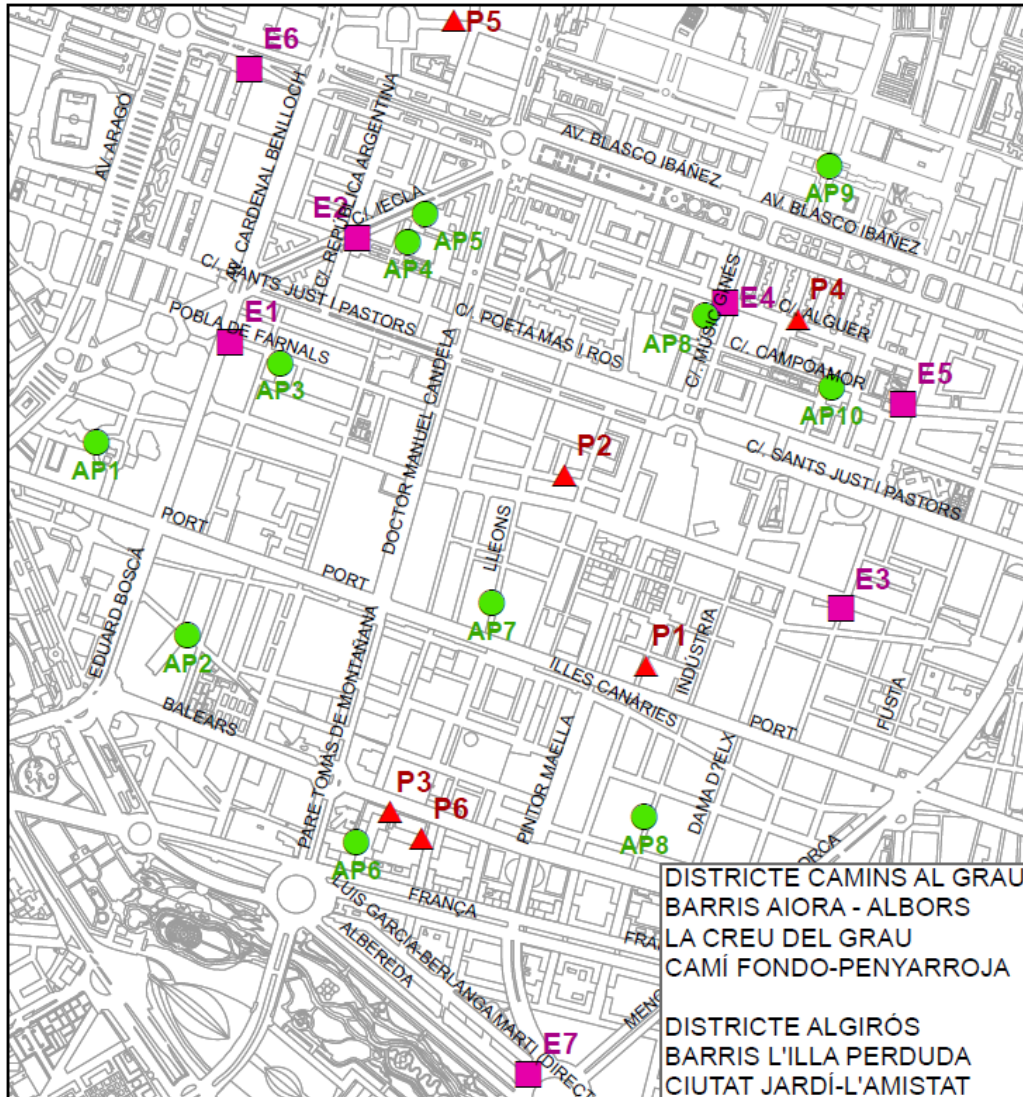 P5
E6
AV. ARAGO
AV. CARDENAL BENLLOCH
C/. REPÚBLICA ARGENTINA
AV. BLASCO IBÁÑEZ
AP9
AV. BLASCO IBÁÑEZ
C/. IECLA
E2
AP5
AP4
C/. SANTS JUST I PASTORS
E4
P4
C/. ALGUER
AP8
C/. MÚSIC GINÉS
POBLA DE FARNALS
E1
C/. POETA MAS I ROS
C/. CAMPOAMOR
E5
AP3
AP10
DOCTOR MANUEL CANDELA
AP1
P2
C/. SANTS JUST I PASTORS
PORT
LLEONS
PORT
E3
EDUARD BOSCÀ
AP7
P1
INDÚSTRIA
AP2
ILLES CANÀRIES
PORT
FUSTA
BALEARS
PARE TOMÀS DE MONTAÑANA
PINTOR MAELLA
DAMA D?ELX
P3
P6
AP6
AP8
FRANÇA
LUIS GARCIA-BERLANGA MARTI, DIRECT
ALBEREDA
E7
DISTRICTE CAMINS AL GRAU
BARRIS AIORA - ALBORS
LA CREU DEL GRAU
CAMÍ FONDO-PENYARROJA
DISTRICTE ALGIRÓS
BARRIS L'ILLA PERDUDA
CIUTAT JARDÍ-L'AMISTAT